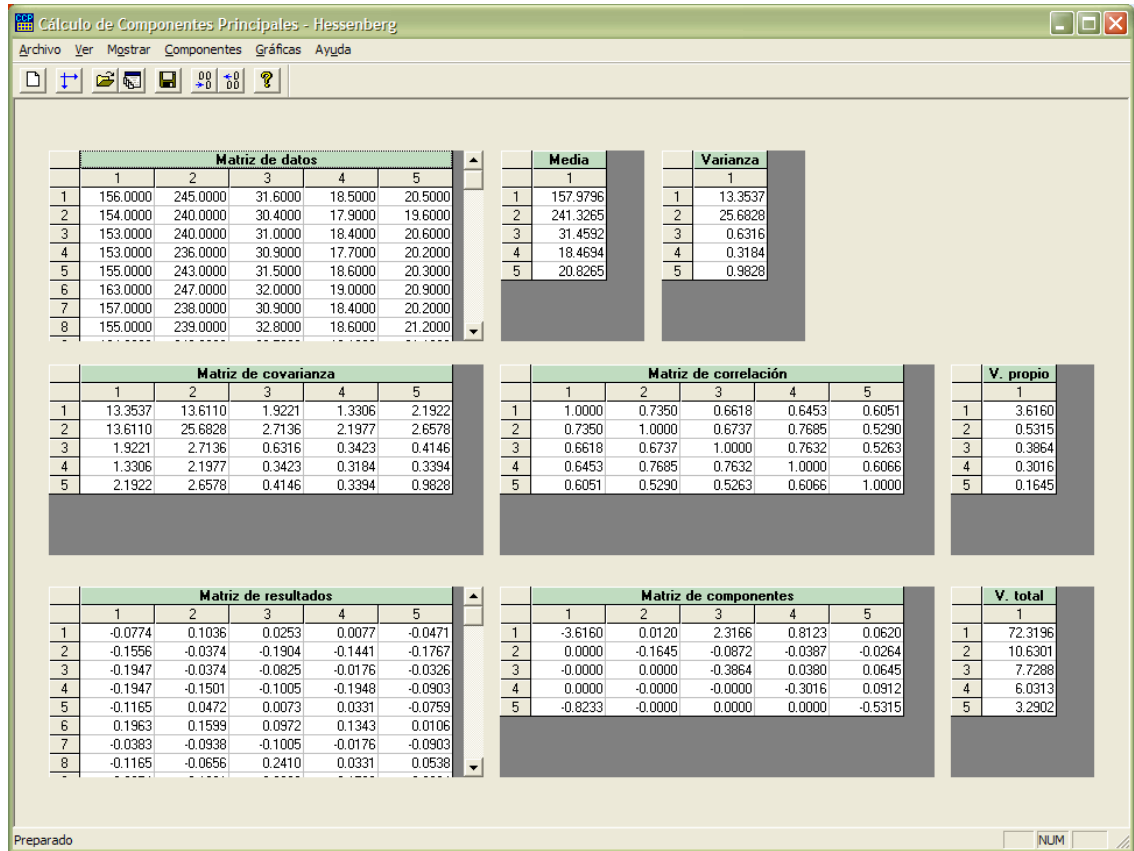 Cálculo de Componentes Principales - Hessenberg
Archivo Ver Mostrar Componentes Gráficas Ayuda
Matriz de datos
1 2 3 4 5
1 156.0000 245.0000 31.6000 18.5000 20.5000
2 154.0000 240.0000 30.4000 17.9000 19.6000
3 153.0000 240.0000 31.0000 18.4000 20.6000
4 153.0000 236.0000 30.9000 17.7000 20.2000
5 155.0000 243.0000 31.5000 18.6000 20.3000
6 163.0000 247.0000 32.0000 19.0000 20.9000
7 157.0000 238.0000 30.9000 18.4000 20.2000
8 155.0000 239.0000 32.8000 18.6000 21.2000
Media
1
1 157.9796
2 241.3265
3 31.4592
4 18.4694
5 20.8265
Varianza
1
1 13.3537
2 25.6828
3 0.6316
4 0.3184
5 0.9828
Matriz de covarianza
1 2 3 4 5
1 13.3537 13.6110 1.9221 1.3306 2.1922
2 13.6110 25.6828 2.7136 2.1977 2.6578
3 1.9221 2.7136 0.6316 0.3423 0.4146
4 1.3306 2.1977 0.3423 0.3184 0.3394
5 2.1922 2.6578 0.4146 0.3394 0.9828
Matriz de correlación
1 2 3 4 5
1 1.0000 0.7350 0.6618 0.6453 0.6051
2 0.7350 1.0000 0.6737 0.7685 0.5290
3 0.6618 0.6737 1.0000 0.7632 0.5263
4 0.6453 0.7685 0.7632 1.0000 0.6066
5 0.6051 0.5290 0.5263 0.6066 1.0000
V. propio
1
1 3.6160
2 0.5315
3 0.3864
4 0.3016
5 0.1645
Matriz de resultados
1 2 3 4 5
1 -0.0774 0.1036 0.0253 0.0077 -0.0471
2 -0.1556 -0.0374 -0.1904 -0.1441 -0.1767
3 -0.1947 -0.0374 -0.0825 -0.0176 -0.0326
4 -0.1947 -0.1501 -0.1005 -0.1948 -0.0903
5 -0.1165 0.0472 0.0073 0.0331 -0.0759
6 0.1963 0.1599 0.0972 0.1343 0.0106
7 -0.0383 -0.0938 -0.1005 -0.0176 -0.0903
8 -0.1165 -0.0656 0.2410 0.0331 0.0538
Matriz de componentes
1 2 3 4 5
1 -3.6160 0.0120 2.3166 0.8123 0.0620
2 0.0000 -0.1645 -0.0872 -0.0387 -0.0264
3 -0.0000 0.0000 -0.3864 0.0380 0.0645
4 0.0000 -0.0000 -0.0000 -0.3016 0.0912
5 -0.8233 -0.0000 0.0000 0.0000 -0.5315
V. total
1
1 72.3196
2 10.6301
3 7.7288
4 6.0313
5 3.2902
Preparado
NUM